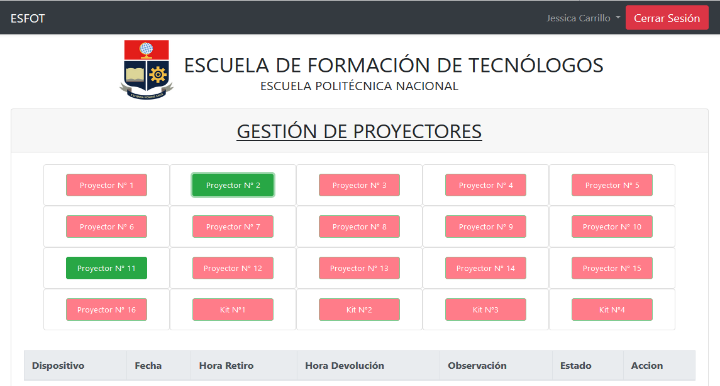 ESFOT Jessica Carrillo Cerrar Sesión
ESCUELA DE FORMACIÓN DE TECNÓLOGOS
ESCUELA POLITÉCNICA NACIONAL
GESTIÓN DE PROYECTORES
Proyector N° 1 Proyector N° 2 Proyector N° 3 Proyector N° 4 Proyector N° 5
Proyector N° 6 Proyector N° 7 Proyector N° 8 Proyector N° 9 Proyector N° 10
Proyector N° 11 Proyector N° 12 Proyector N° 13 Proyector N° 14 Proyector N° 15
Proyector N° 16 Kit N°1 Kit N°2 Kit N°3 Kit N°4
Dispositivo Fecha Hora Retiro Hora Devolución Observación Estado Accion